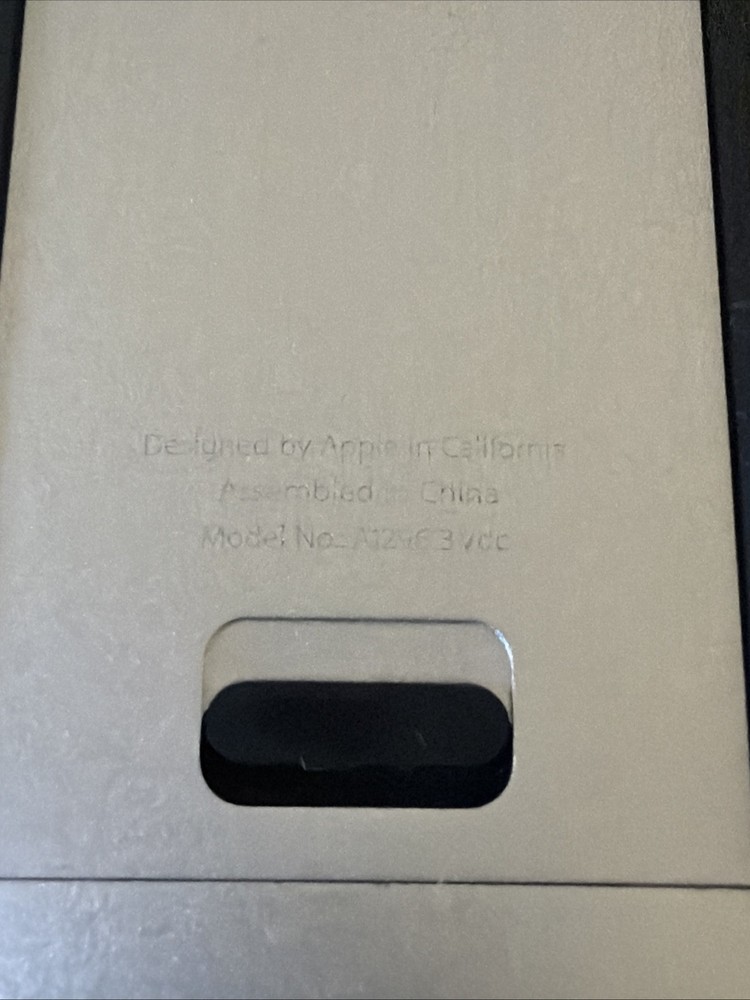 Designed by Apple in California
Assembled in China
Model No: A1296 3 vdc